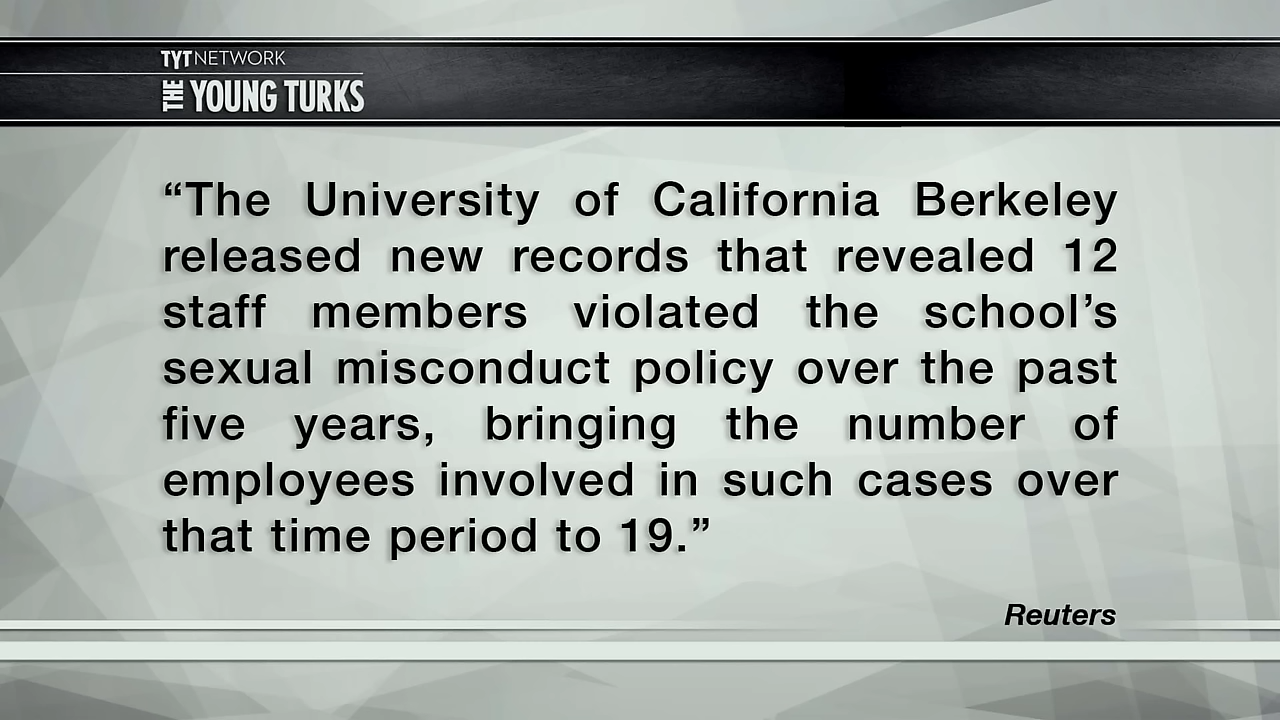 TYT NETWORK
THE YOUNG TURKS
“The University of California Berkeley
released new records that revealed 12
staff members violated the school’s
sexual misconduct policy over the past
five years, bringing the number of
employees involved in such cases over
that time period to 19.”
Reuters